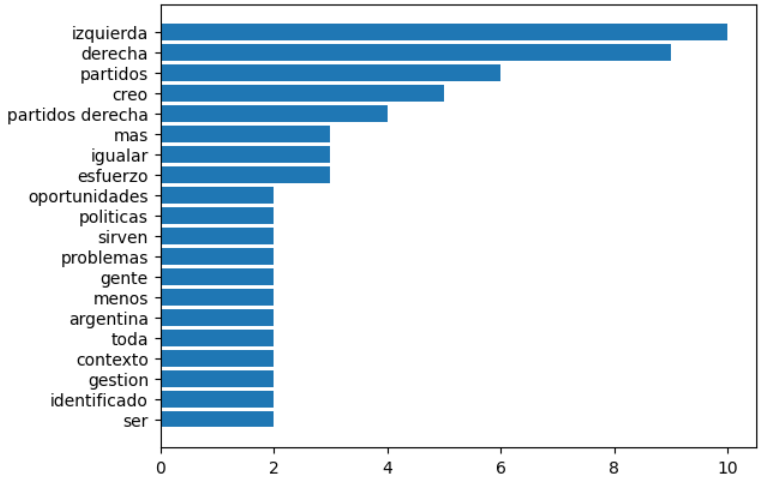 izquierda
derecha
partidos
creo
partidos derecha
mas
igualar
esfuerzo
oportunidades
politicas
sirven
problemas
gente
menos
argentina
toda
contexto
gestion
identificado
ser
0 2 4 6 8 10